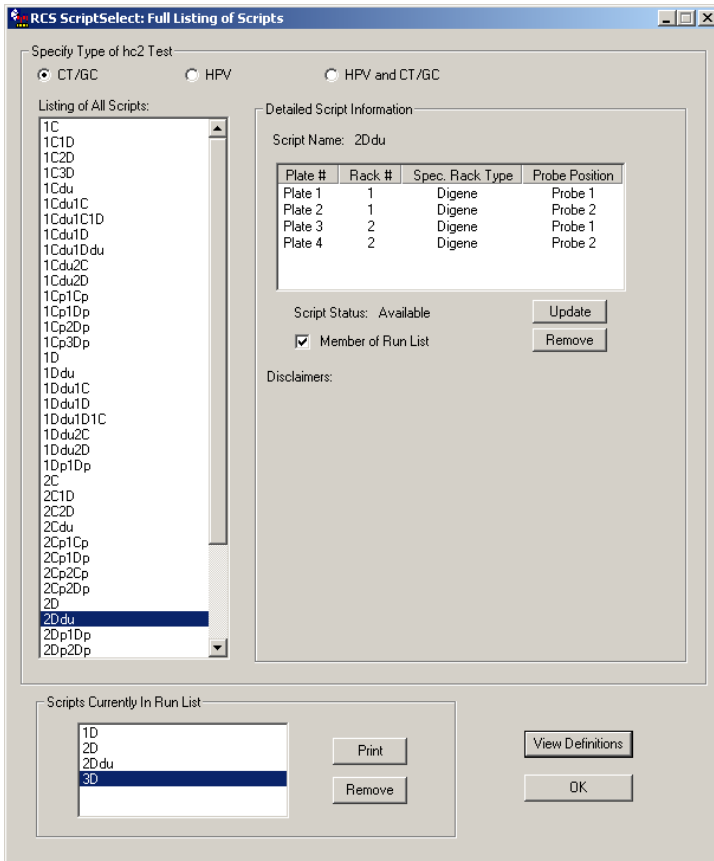 RCS ScriptSelect: Full Listing of Scripts
Specify Type of hc2 Test
CT/GC HPV HPV and CT/GC
Listing of All Scripts:
1C
1C1D
1C2D
1C3D
1Cdu
1Cdu1C
1Cdu1C1D
1Cdu1D
1Cdu1Ddu
1Cdu2C
1Cdu2D
1Cp1Cp
1Cp1Dp
1Cp2Dp
1Cp3Dp
1D
1Ddu
1Ddu1C
1Ddu1D
1Ddu1D1C
1Ddu2C
1Ddu2D
1Dp1Dp
2C
2C1D
2C2D
2Cdu
2Cp1Cp
2Cp1Dp
2Cp2Cp
2Cp2Dp
2D
2Ddu
2Dp1Dp
2Dp2Dp
Detailed Script Information
Script Name: 2Ddu
Plate # Rack # Spec. Rack Type Probe Position
Plate 1 1 Digene Probe 1
Plate 2 1 Digene Probe 2
Plate 3 2 Digene Probe 1
Plate 4 2 Digene Probe 2
Script Status: Available
Update
Member of Run List
Remove
Disclaimers:
Scripts Currently In Run List
1D
2D
2Ddu
3D
Print
Remove
View Definitions
OK